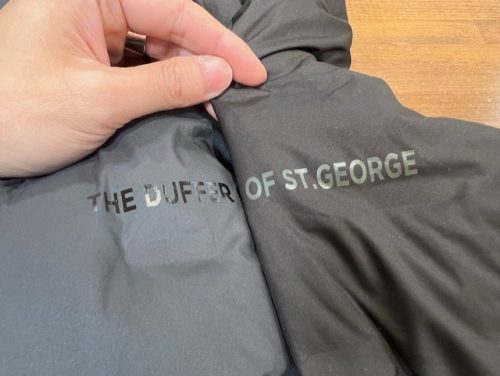 THE DUFFER OF ST.GEORGE